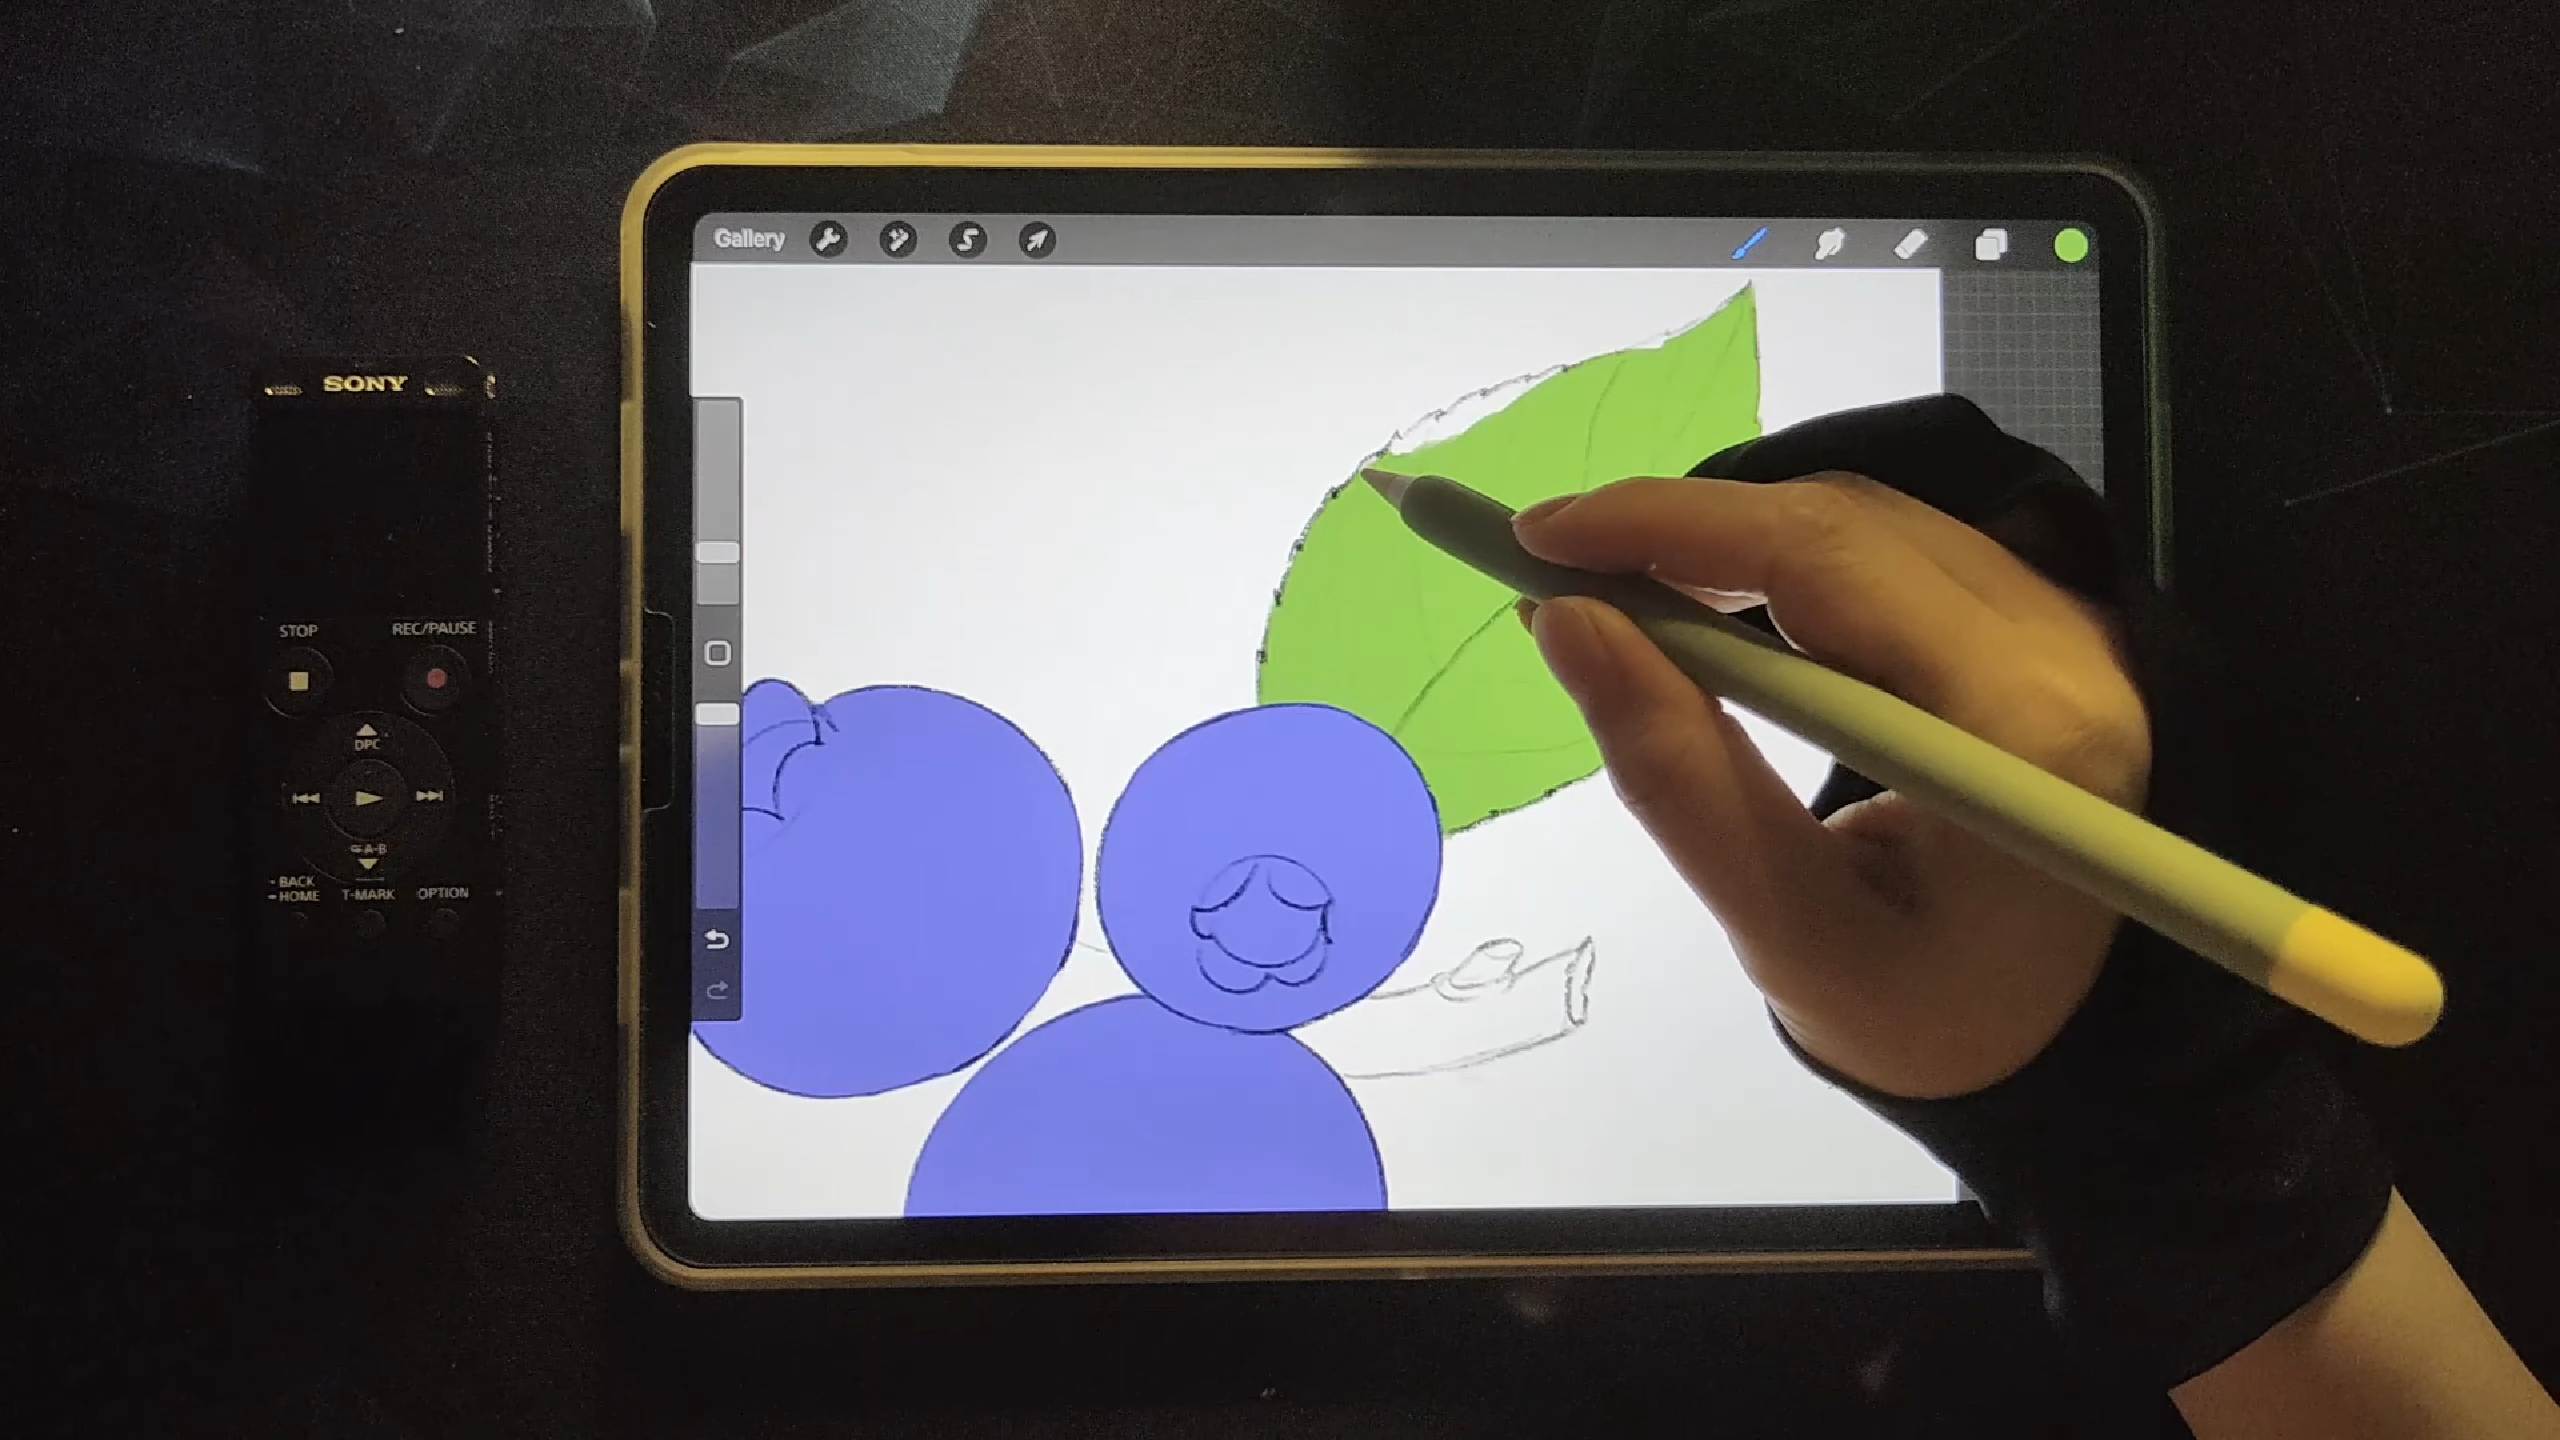 Gallery
SONY
STOP REC/PAUSE
DPC
A-B
BACK
HOME T-MARK OPTION